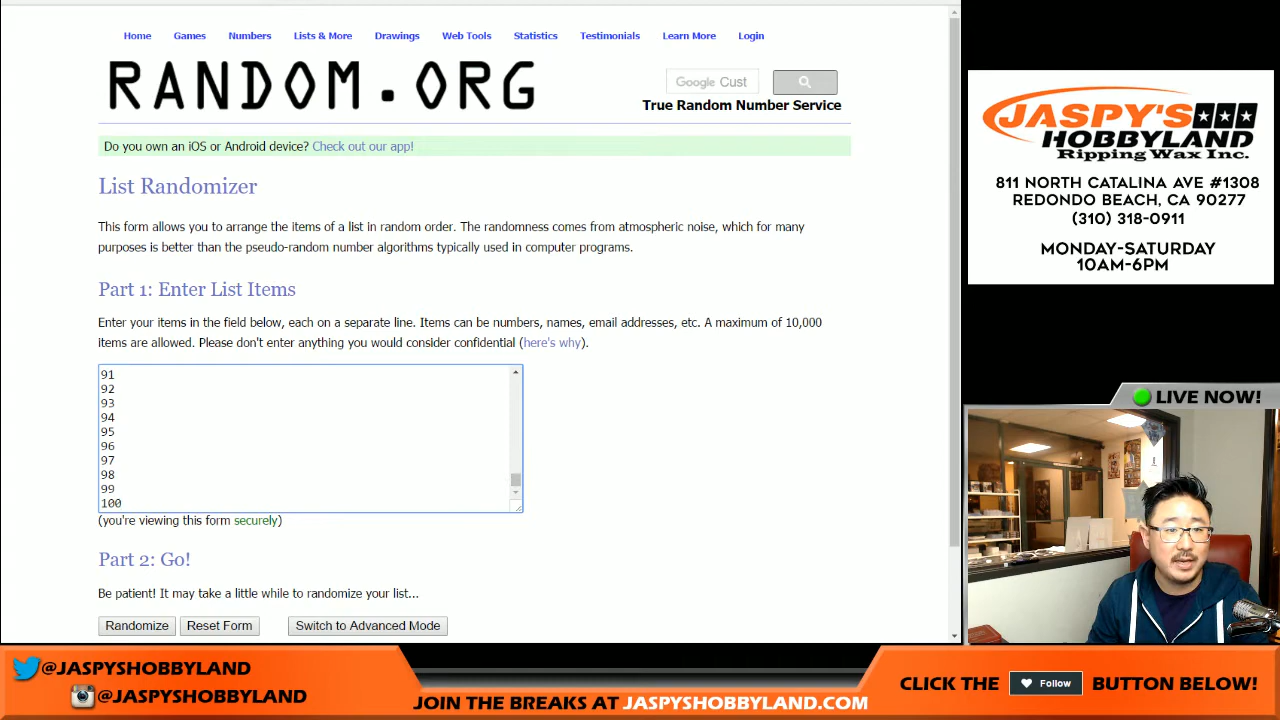 Home Games Numbers Lists & More Drawings Web Tools Statistics Testimonials Learn More Login
RANDOM.ORG
Google Cust
True Random Number Service
Do you own an iOS or Android device? Check out our app!
List Randomizer
This form allows you to arrange the items of a list in random order. The randomness comes from atmospheric noise, which for many
purposes is better than the pseudo-random number algorithms typically used in computer programs.
Part 1: Enter List Items
Enter your items in the field below, each on a separate line. Items can be numbers, names, email addresses, etc. A maximum of 10,000
items are allowed. Please don't enter anything you would consider confidential (here's why).
91
92
93
94
95
96
97
98
99
100
(you're viewing this form securely)
Part 2: Go!
Be patient! It may take a little while to randomize your list...
Randomize Reset Form Switch to Advanced Mode
JASPY'S
HOBBYLAND
Ripping Wax Inc.
811 NORTH CATALINA AVE #1308
REDONDO BEACH, CA 90277
(310) 318-0911
MONDAY-SATURDAY
10AM-6PM
LIVE NOW!
@JASPYSHOBBYLAND
@JASPYSHOBBYLAND
JOIN THE BREAKS AT JASPYSHOBBYLAND.COM
CLICK THE Follow BUTTON BELOW!